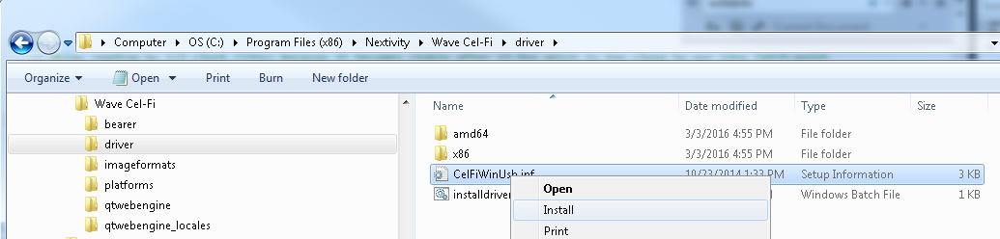 Computer OS (C:) Program Files (x86) Nextivity Wave Cel-Fi driver
Organize Open Print Burn New folder
Wave Cel-Fi
bearer
driver
imageformats
platforms
qtwebengine
qtwebengine_locales
Name Date modified Type Size
amd64 3/3/2016 4:55 PM File folder
x86 3/3/2016 4:55 PM File folder
CelFiWinUsb.inf 10/23/2014 1:33 PM Setup Information 3 KB
installdriver Windows Batch File 1 KB
Open
Install
Print